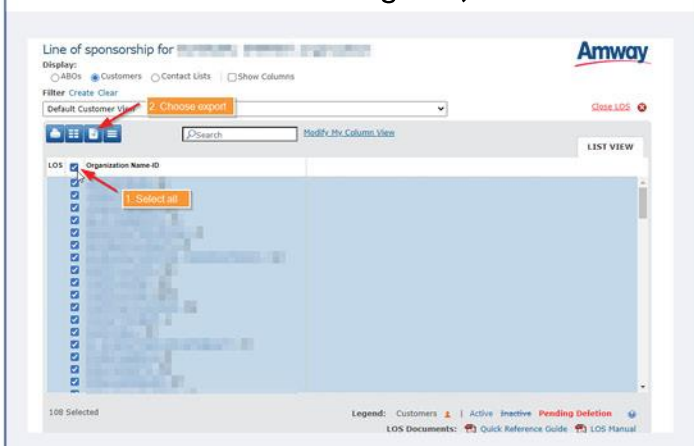 Line of sponsorship for
Amway
Display:
ABOs Customers Contact Lists Show Columns
Filter Create Clear
Default Customer View
2. Choose export
Close LOS
Search
Modify My Column View
LIST VIEW
LOS Organization Name-ID
1. Select all
108 Selected
Legend: Customers | Active Inactive Pending Deletion
LOS Documents: Quick Reference Guide LOS Manual